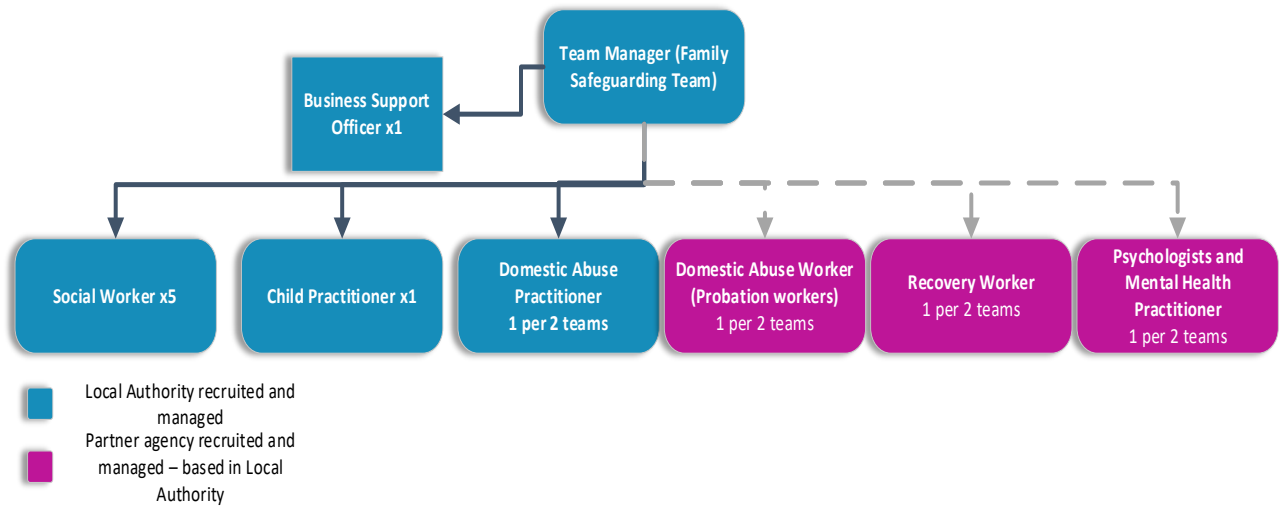 Team Manager (Family
Safeguarding Team)
Business Support
Officer x1
Social Worker x5
Child Practitioner x1
Domestic Abuse
Practitioner
1 per 2 teams
Domestic Abuse Worker
(Probation workers)
1 per 2 teams
Recovery Worker
1 per 2 teams
Psychologists and
Mental Health
Practitioner
1 per 2 teams
Local Authority recruited and
managed
Partner agency recruited and
managed – based in Local
Authority